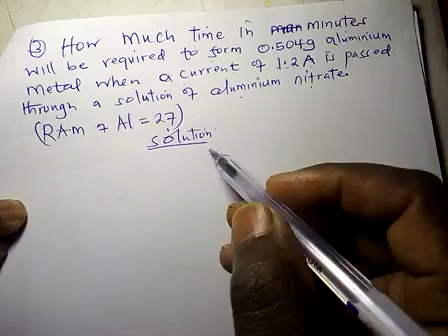 ③ How much time in minutes
will be required to form 0.504g aluminium
metal when a current of 1.2A is passed
through a solution of aluminium nitrate
(RAM of Al = 27)
solution